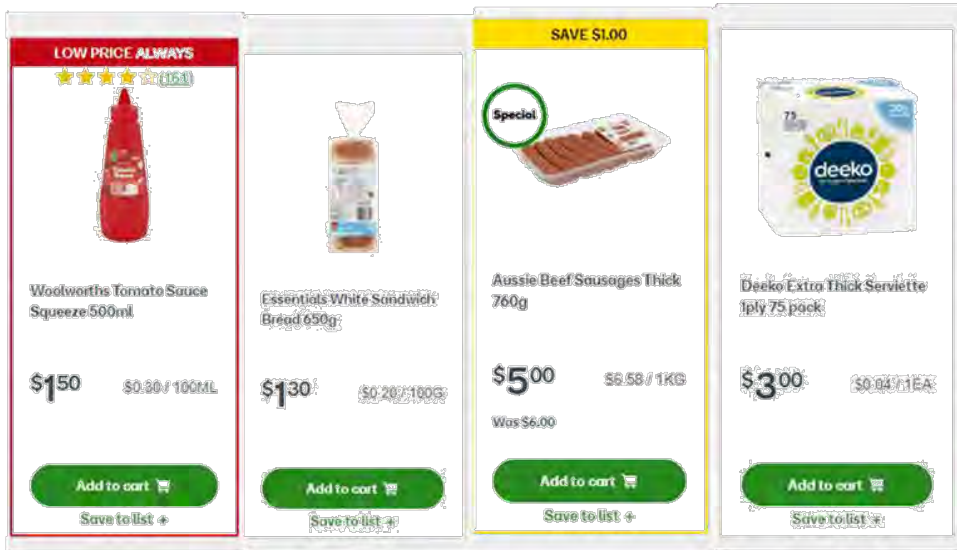 LOW PRICE ALWAYS
(151)
Woolworths Tomato Sauce
Squeeze 500ml
$1.50
$0.30 / 100ML
Add to cart
Save to list +
Essentials White Sandwich
Bread 650g
$1.30
$0.20 / 100G
Add to cart
Save to list +
SAVE $1.00
Special
Aussie Beef Sausages Thick
760g
$5.00
$6.58 / 1KG
Was $6.00
Add to cart
Save to list +
75
deeko
Deeko Extra Thick Serviette
1ply 75 pack
$3.00
$0.04 / 1EA
Add to cart
Save to list +